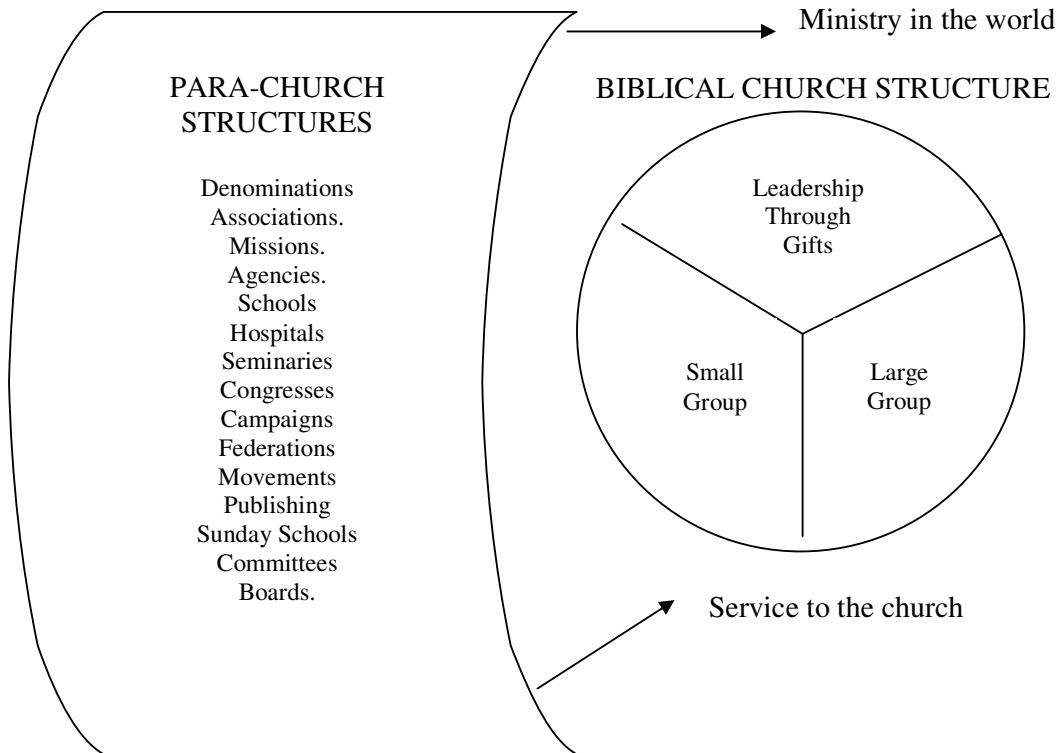 Ministry in the world
PARA-CHURCH
STRUCTURES
Denominations
Associations.
Missions.
Agencies.
Schools
Hospitals
Seminaries
Congresses
Campaigns
Federations
Movements
Publishing
Sunday Schools
Committees
Boards.
BIBLICAL CHURCH STRUCTURE
Leadership
Through
Gifts
Small
Group
Large
Group
Service to the church